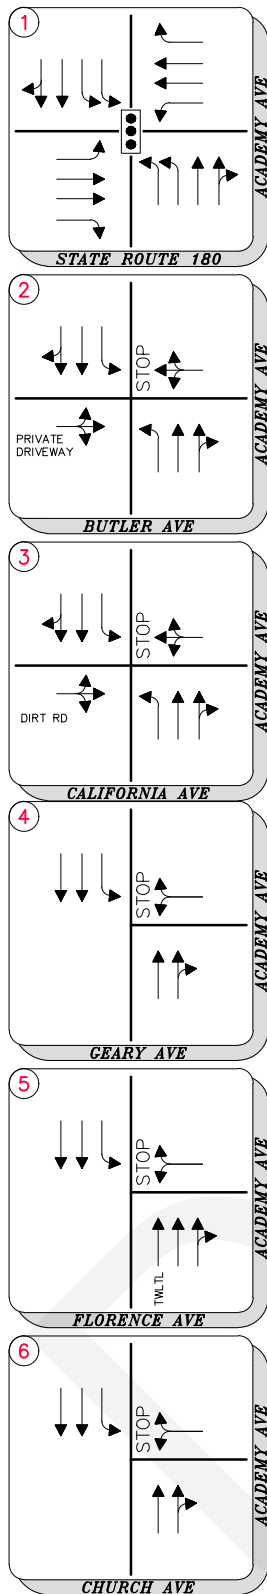 1
ACADEMY AVE
STATE ROUTE 180
2
STOP
PRIVATE
DRIVEWAY
ACADEMY AVE
BUTLER AVE
3
STOP
DIRT RD
ACADEMY AVE
CALIFORNIA AVE
4
STOP
ACADEMY AVE
GEARY AVE
5
STOP
TWLTL
ACADEMY AVE
FLORENCE AVE
6
STOP
ACADEMY AVE
CHURCH AVE